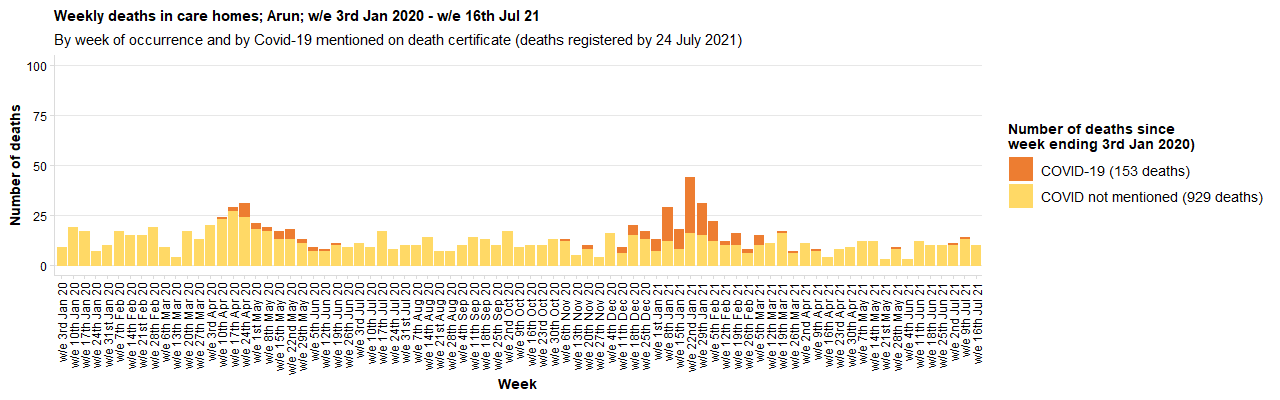 Weekly deaths in care homes; Arun; w/e 3rd Jan 2020 - w/e 16th Jul 21
By week of occurrence and by Covid-19 mentioned on death certificate (deaths registered by 24 July 2021)
Number of deaths
100
75
50
25
0
w/e 3rd Jan 20
w/e 10th Jan 20
w/e 17th Jan 20
w/e 24th Jan 20
w/e 31st Jan 20
w/e 7th Feb 20
w/e 14th Feb 20
w/e 21st Feb 20
w/e 28th Feb 20
w/e 6th Mar 20
w/e 13th Mar 20
w/e 20th Mar 20
w/e 27th Mar 20
w/e 3rd Apr 20
w/e 10th Apr 20
w/e 17th Apr 20
w/e 24th Apr 20
w/e 1st May 20
w/e 8th May 20
w/e 15th May 20
w/e 22nd May 20
w/e 29th May 20
w/e 5th Jun 20
w/e 12th Jun 20
w/e 19th Jun 20
w/e 26th Jun 20
w/e 3rd Jul 20
w/e 10th Jul 20
w/e 17th Jul 20
w/e 24th Jul 20
w/e 31st Jul 20
w/e 7th Aug 20
w/e 14th Aug 20
w/e 21st Aug 20
w/e 28th Aug 20
w/e 4th Sep 20
w/e 11th Sep 20
w/e 18th Sep 20
w/e 25th Sep 20
w/e 2nd Oct 20
w/e 9th Oct 20
w/e 16th Oct 20
w/e 23rd Oct 20
w/e 30th Oct 20
w/e 6th Nov 20
w/e 13th Nov 20
w/e 20th Nov 20
w/e 27th Nov 20
w/e 4th Dec 20
w/e 11th Dec 20
w/e 18th Dec 20
w/e 25th Dec 20
w/e 1st Jan 21
w/e 8th Jan 21
w/e 15th Jan 21
w/e 22nd Jan 21
w/e 29th Jan 21
w/e 5th Feb 21
w/e 12th Feb 21
w/e 19th Feb 21
w/e 26th Feb 21
w/e 5th Mar 21
w/e 12th Mar 21
w/e 19th Mar 21
w/e 26th Mar 21
w/e 2nd Apr 21
w/e 9th Apr 21
w/e 16th Apr 21
w/e 23rd Apr 21
w/e 30th Apr 21
w/e 7th May 21
w/e 14th May 21
w/e 21st May 21
w/e 28th May 21
w/e 4th Jun 21
w/e 11th Jun 21
w/e 18th Jun 21
w/e 25th Jun 21
w/e 2nd Jul 21
w/e 9th Jul 21
w/e 16th Jul 21
Week
Number of deaths since
week ending 3rd Jan 2020)
COVID-19 (153 deaths)
COVID not mentioned (929 deaths)